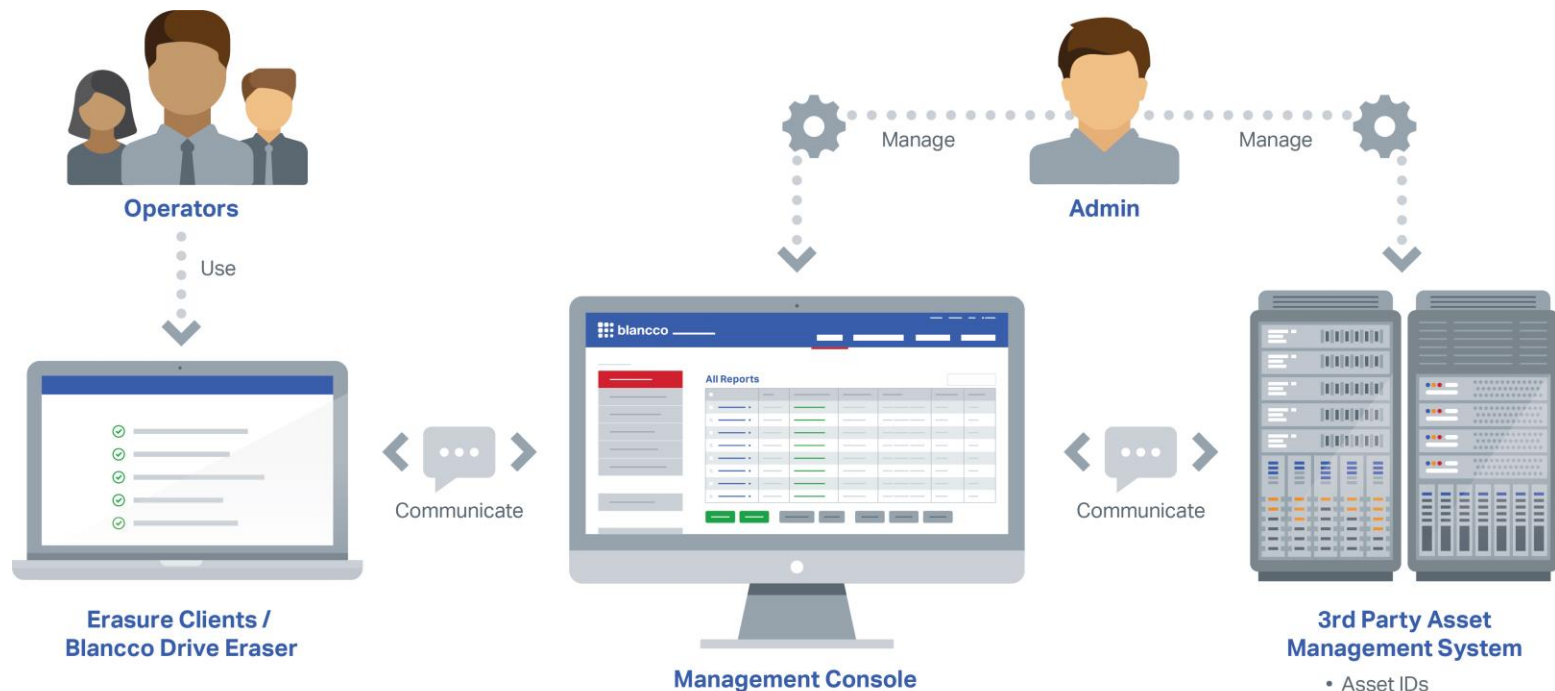 Operators
Use
Manage
Admin
Manage
blancco
All Reports
Communicate
Communicate
Erasure Clients /
Blancco Drive Eraser
Management Console
3rd Party Asset
Management System
• Asset IDs